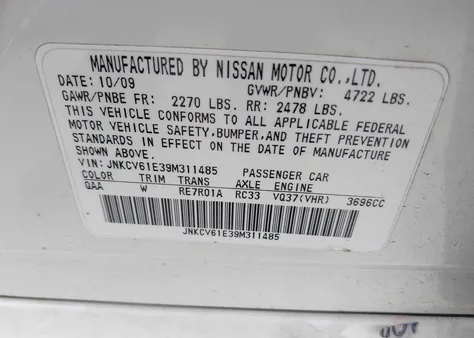 MANUFACTURED BY NISSAN MOTOR CO.,LTD.
DATE: 10/09 GVWR/PNBV: 4722 LBS.
GAWR/PNBE FR: 2270 LBS. RR: 2478 LBS.
THIS VEHICLE CONFORMS TO ALL APPLICABLE FEDERAL
MOTOR VEHICLE SAFETY,BUMPER,AND THEFT PREVENTION
STANDARDS IN EFFECT ON THE DATE OF MANUFACTURE
SHOWN ABOVE.
VIN: JNKCV61E39M311485 PASSENGER CAR
COLOR TRIM TRANS AXLE ENGINE
QAA W RE7R01A RC33 VQ37(VHR) 3696CC
JNKCV61E39M311485